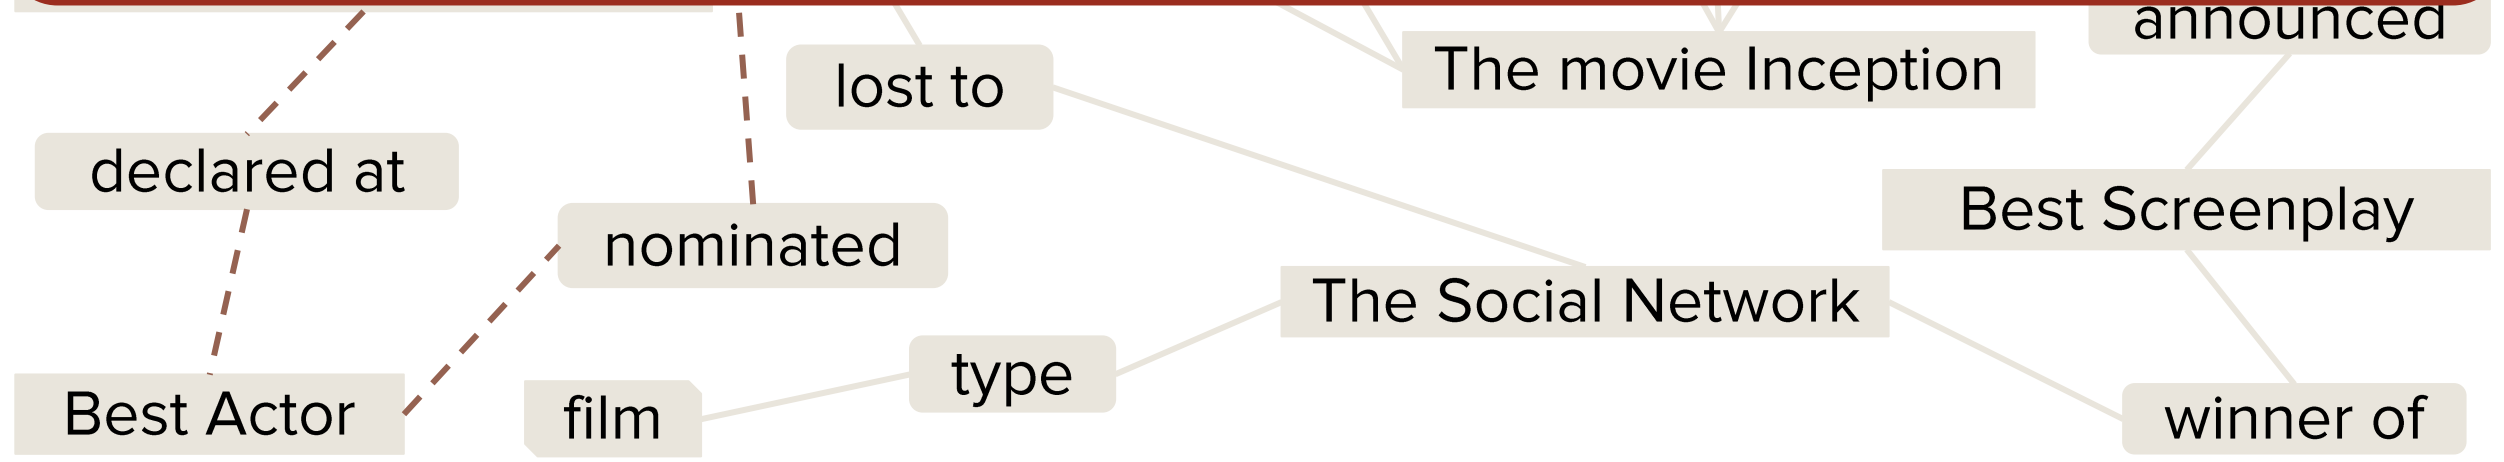 announced
The movie Inception
lost to
declared at
Best Screenplay
nominated
The Social Network
type
Best Actor
film
winner of